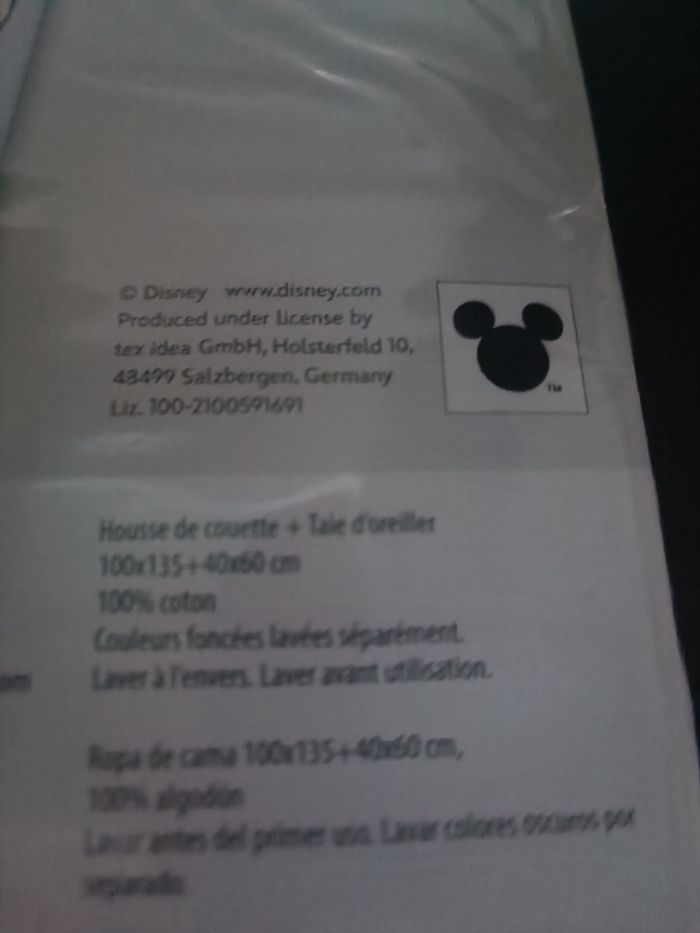 © Disney www.disney.com
Produced under license by
tex idea GmbH, Holsterfeld 10,
48499 Salzbergen, Germany
Liz. 100-2100591691
TM
Housse de couette + Taie d'oreiller
100x135+40x60 cm
100% coton
Couleurs foncées lavées séparément.
Laver à l'envers. Laver avant utilisation.
om
Ropa de cama 100x135+40x60 cm,
100% algodón
Lavar antes del primer uso. Lavar colores oscuros por
separado.